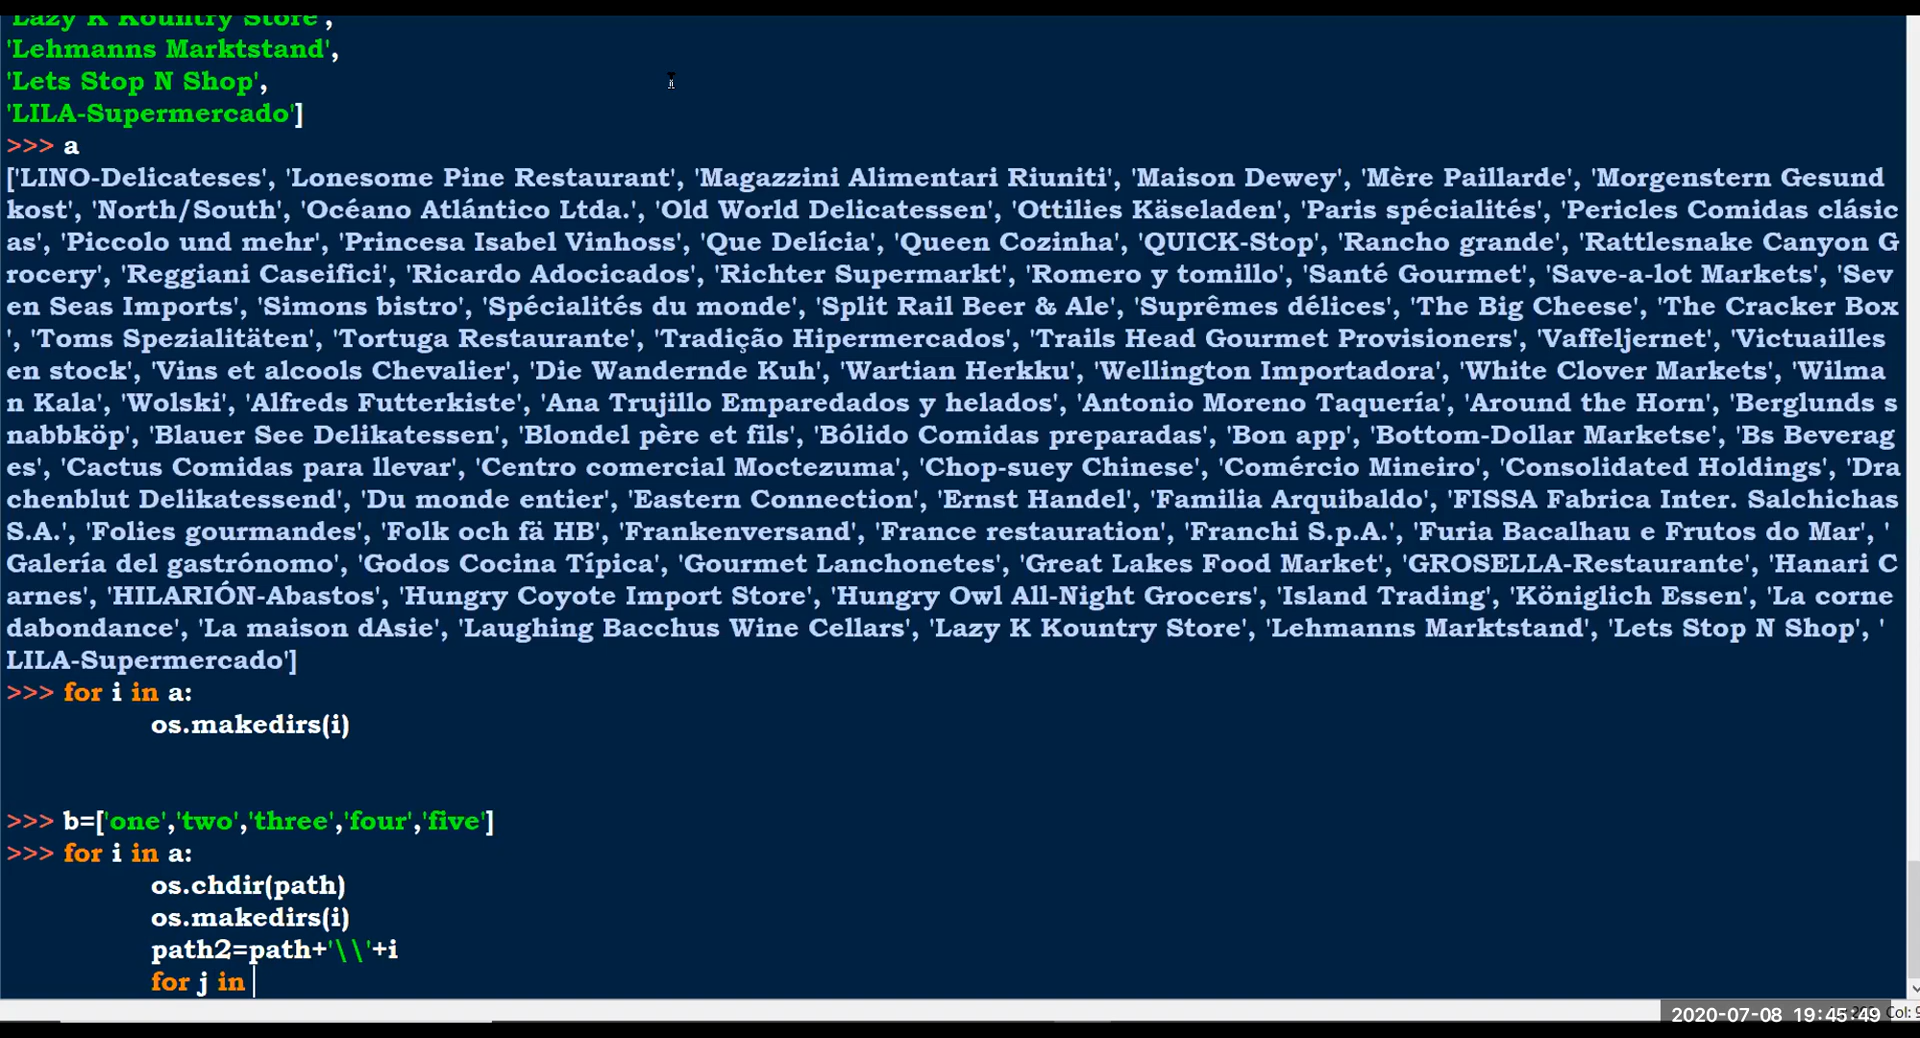 'Lazy K Kountry Store',
'Lehmanns Marktstand',
'Lets Stop N Shop',
'LILA-Supermercado']
>>> a
['LINO-Delicateses', 'Lonesome Pine Restaurant', 'Magazzini Alimentari Riuniti', 'Maison Dewey', 'Mère Paillarde', 'Morgenstern Gesund
kost', 'North/South', 'Océano Atlántico Ltda.', 'Old World Delicatessen', 'Ottilies Käseladen', 'Paris spécialités', 'Pericles Comidas clásic
as', 'Piccolo und mehr', 'Princesa Isabel Vinhoss', 'Que Delícia', 'Queen Cozinha', 'QUICK-Stop', 'Rancho grande', 'Rattlesnake Canyon G
rocery', 'Reggiani Caseifici', 'Ricardo Adocicados', 'Richter Supermarkt', 'Romero y tomillo', 'Santé Gourmet', 'Save-a-lot Markets', 'Sev
en Seas Imports', 'Simons bistro', 'Spécialités du monde', 'Split Rail Beer & Ale', 'Suprêmes délices', 'The Big Cheese', 'The Cracker Box
', 'Toms Spezialitäten', 'Tortuga Restaurante', 'Tradição Hipermercados', 'Trails Head Gourmet Provisioners', 'Vaffeljernet', 'Victuailles
en stock', 'Vins et alcools Chevalier', 'Die Wandernde Kuh', 'Wartian Herkku', 'Wellington Importadora', 'White Clover Markets', 'Wilma
n Kala', 'Wolski', 'Alfreds Futterkiste', 'Ana Trujillo Emparedados y helados', 'Antonio Moreno Taquería', 'Around the Horn', 'Berglunds s
nabbköp', 'Blauer See Delikatessen', 'Blondel père et fils', 'Bólido Comidas preparadas', 'Bon app', 'Bottom-Dollar Marketse', 'Bs Beverag
es', 'Cactus Comidas para llevar', 'Centro comercial Moctezuma', 'Chop-suey Chinese', 'Comércio Mineiro', 'Consolidated Holdings', 'Dra
chenblut Delikatessend', 'Du monde entier', 'Eastern Connection', 'Ernst Handel', 'Familia Arquibaldo', 'FISSA Fabrica Inter. Salchichas
S.A.', 'Folies gourmandes', 'Folk och fä HB', 'Frankenversand', 'France restauration', 'Franchi S.p.A.', 'Furia Bacalhau e Frutos do Mar', '
Galería del gastrónomo', 'Godos Cocina Típica', 'Gourmet Lanchonetes', 'Great Lakes Food Market', 'GROSELLA-Restaurante', 'Hanari C
arnes', 'HILARIÓN-Abastos', 'Hungry Coyote Import Store', 'Hungry Owl All-Night Grocers', 'Island Trading', 'Königlich Essen', 'La corne
dabondance', 'La maison dAsie', 'Laughing Bacchus Wine Cellars', 'Lazy K Kountry Store', 'Lehmanns Marktstand', 'Lets Stop N Shop', '
LILA-Supermercado']
>>> for i in a:
os.makedirs(i)
>>> b=['one','two','three','four','five']
>>> for i in a:
os.chdir(path)
os.makedirs(i)
path2=path+'\\'+i
for j in
2020-07-08 19:45:49 Col: 9